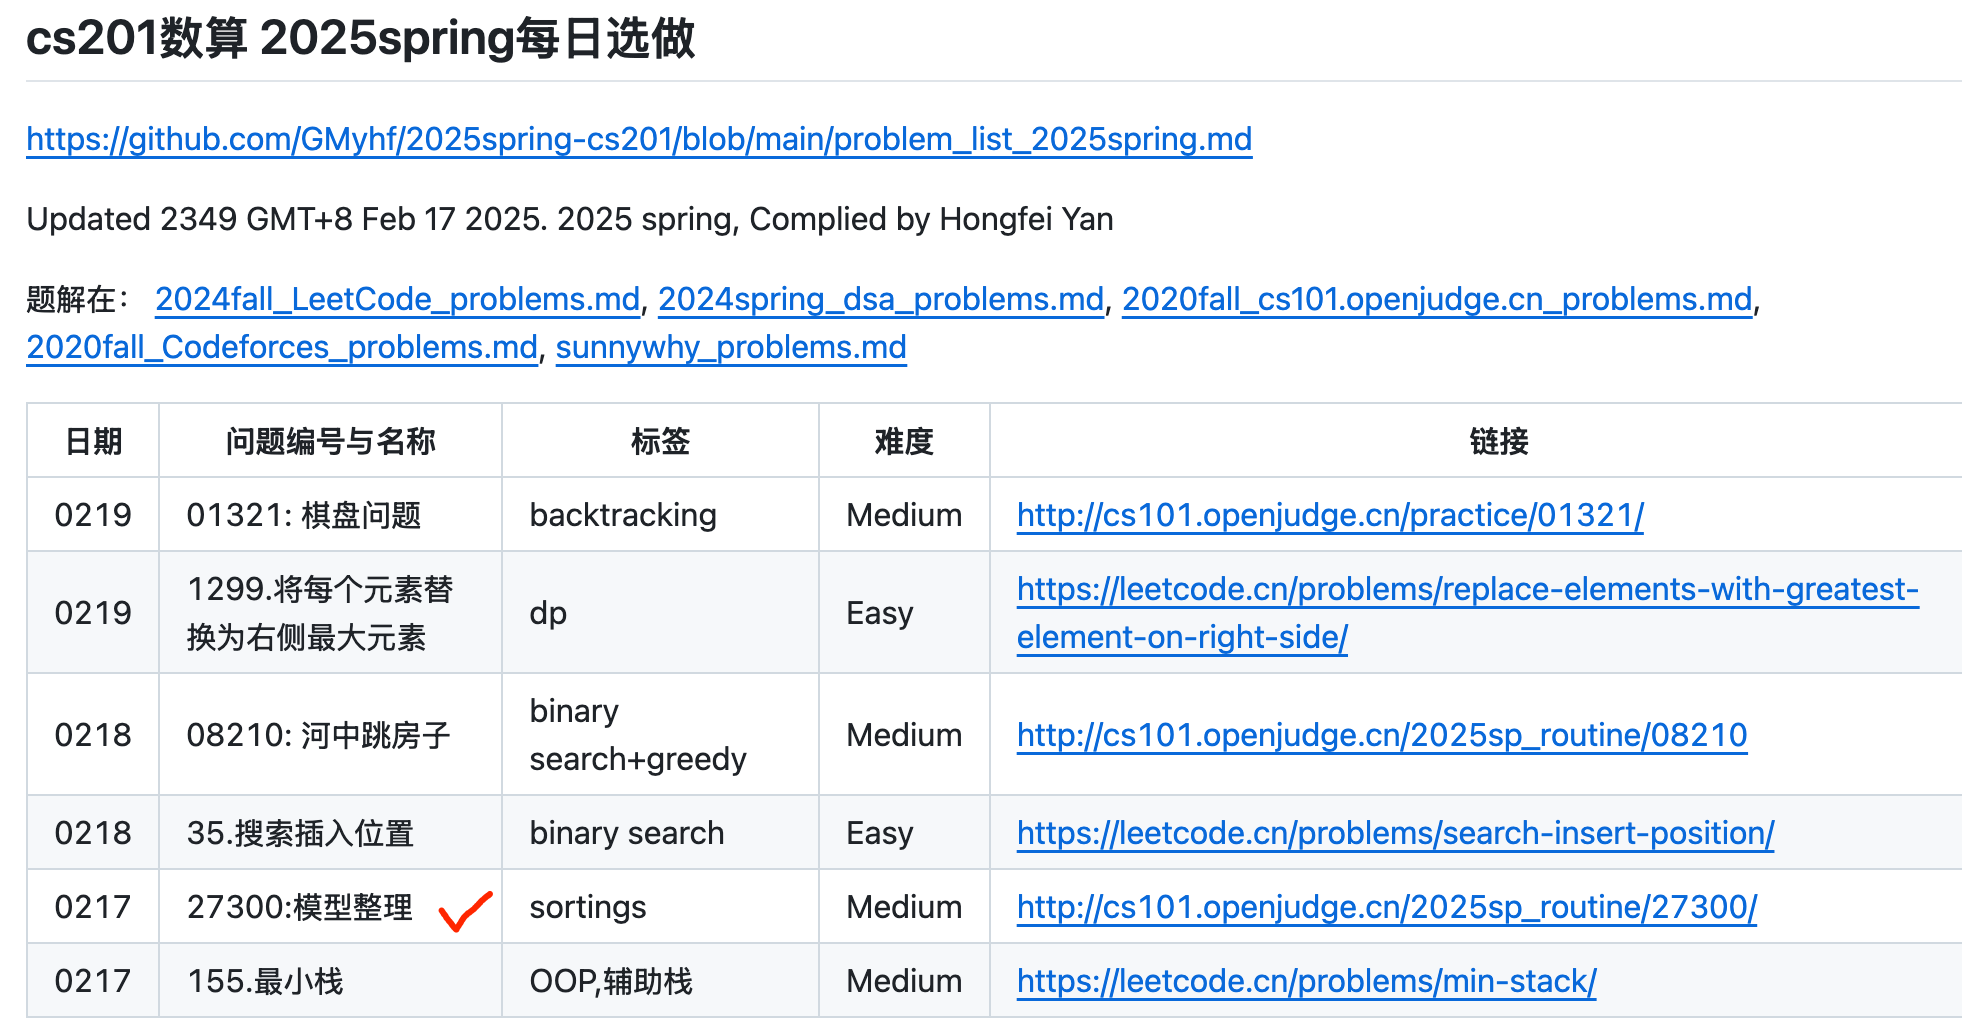 cs201数算 2025spring每日选做
https://github.com/GMyhf/2025spring-cs201/blob/main/problem_list_2025spring.md
Updated 2349 GMT+8 Feb 17 2025. 2025 spring, Complied by Hongfei Yan
题解在： 2024fall_LeetCode_problems.md, 2024spring_dsa_problems.md, 2020fall_cs101.openjudge.cn_problems.md,
2020fall_Codeforces_problems.md, sunnywhy_problems.md
日期 问题编号与名称 标签 难度 链接
0219 01321: 棋盘问题 backtracking Medium http://cs101.openjudge.cn/practice/01321/
0219 1299.将每个元素替 dp Easy https://leetcode.cn/problems/replace-elements-with-greatest-
换为右侧最大元素 element-on-right-side/
0218 08210: 河中跳房子 binary Medium http://cs101.openjudge.cn/2025sp_routine/08210
search+greedy
0218 35.搜索插入位置 binary search Easy https://leetcode.cn/problems/search-insert-position/
0217 27300:模型整理 sortings Medium http://cs101.openjudge.cn/2025sp_routine/27300/
0217 155.最小栈 OOP,辅助栈 Medium https://leetcode.cn/problems/min-stack/